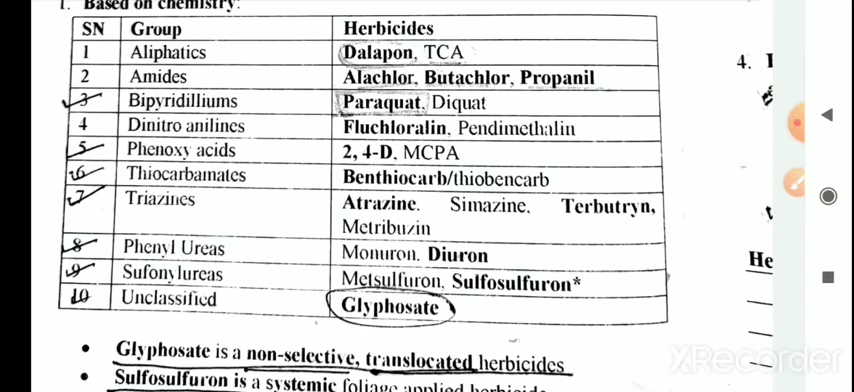 1. Based on chemistry:
SN Group Herbicides
1 Aliphatics Dalapon, TCA
2 Amides Alachlor, Butachlor, Propanil
3 Bipyridilliums Paraquat, Diquat
4 Dinitro anilines Fluchloralin, Pendimethalin
5 Phenoxy acids 2, 4-D, MCPA
6 Thiocarbamates Benthiocarb/thiobencarb
7 Triazines Atrazine, Simazine, Terbutryn,
Metribuzin
8 Phenyl Ureas Monuron, Diuron
9 Sufonylureas Metsulfuron, Sulfosulfuron*
10 Unclassified Glyphosate
• Glyphosate is a non-selective, translocated herbicides
• Sulfosulfuron is a systemic foliage applied
4.
He
XRecorder